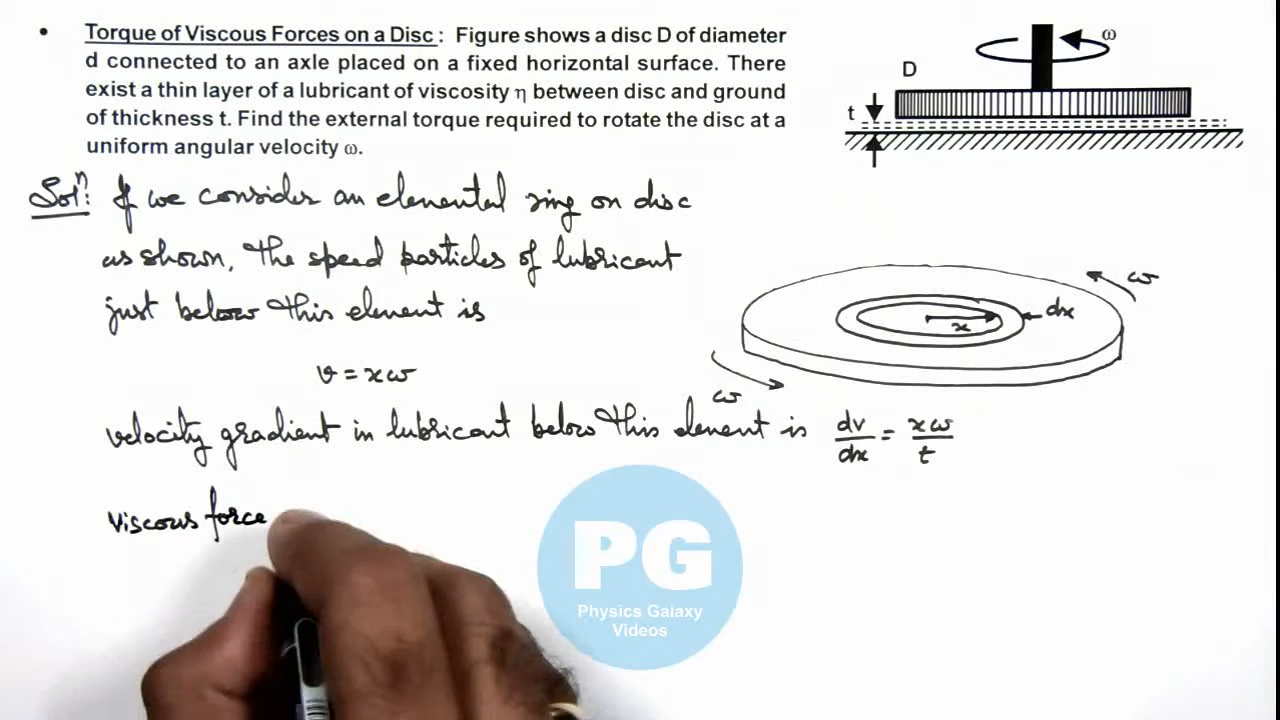 • Torque of Viscous Forces on a Disc : Figure shows a disc D of diameter
d connected to an axle placed on a fixed horizontal surface. There
exist a thin layer of a lubricant of viscosity η between disc and ground
of thickness t. Find the external torque required to rotate the disc at a
uniform angular velocity ω.
ω
D
t
Solⁿ: If we consider an elemental ring on disc
as shown, The speed particles of lubricant
just below this element is
v = xω
ω
dx
x
ω
velocity gradient in lubricant below this element is dv/dx = xω/t
viscous force
PG
Physics Galaxy
Videos